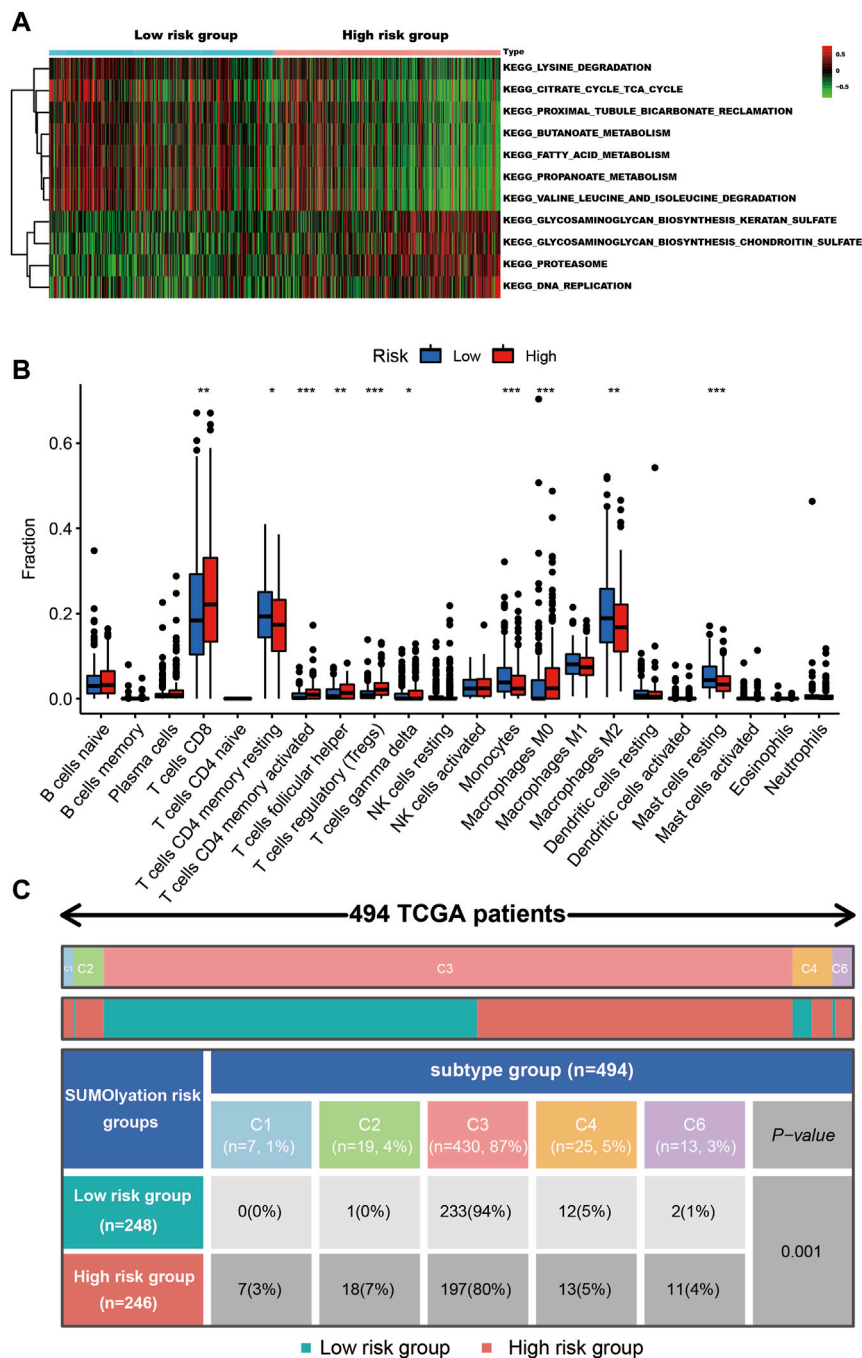 A
Low risk group High risk group
Type
KEGG_LYSINE_DEGRADATION
KEGG_CITRATE_CYCLE_TCA_CYCLE
KEGG_PROXIMAL_TUBULE_BICARBONATE_RECLAMATION
KEGG_BUTANOATE_METABOLISM
KEGG_FATTY_ACID_METABOLISM
KEGG_PROPANOATE_METABOLISM
KEGG_VALINE_LEUCINE_AND_ISOLEUCINE_DEGRADATION
KEGG_GLYCOSAMINOGLYCAN_BIOSYNTHESIS_KERATAN_SULFATE
KEGG_GLYCOSAMINOGLYCAN_BIOSYNTHESIS_CHONDROITIN_SULFATE
KEGG_PROTEASOME
KEGG_DNA_REPLICATION
0.5
0
−0.5
B
Risk Low High
** * *** ** *** * *** *** ** ***
Fraction
0.6
0.4
0.2
0.0
B cells naive
B cells memory
Plasma cells
T cells CD8
T cells CD4 naive
T cells CD4 memory resting
T cells CD4 memory activated
T cells follicular helper
T cells regulatory (Tregs)
T cells gamma delta
NK cells resting
NK cells activated
Monocytes
Macrophages M0
Macrophages M1
Macrophages M2
Dendritic cells resting
Dendritic cells activated
Mast cells resting
Mast cells activated
Eosinophils
Neutrophils
C
494 TCGA patients
C1 C2 C3 C4 C6
SUMOlyation risk
groups
subtype group (n=494)
C1 C2 C3 C4 C6
(n=7, 1%) (n=19, 4%) (n=430, 87%) (n=25, 5%) (n=13, 3%)
P−value
Low risk group
(n=248)
0(0%) 1(0%) 233(94%) 12(5%) 2(1%)
0.001
High risk group
(n=246)
7(3%) 18(7%) 197(80%) 13(5%) 11(4%)
Low risk group High risk group